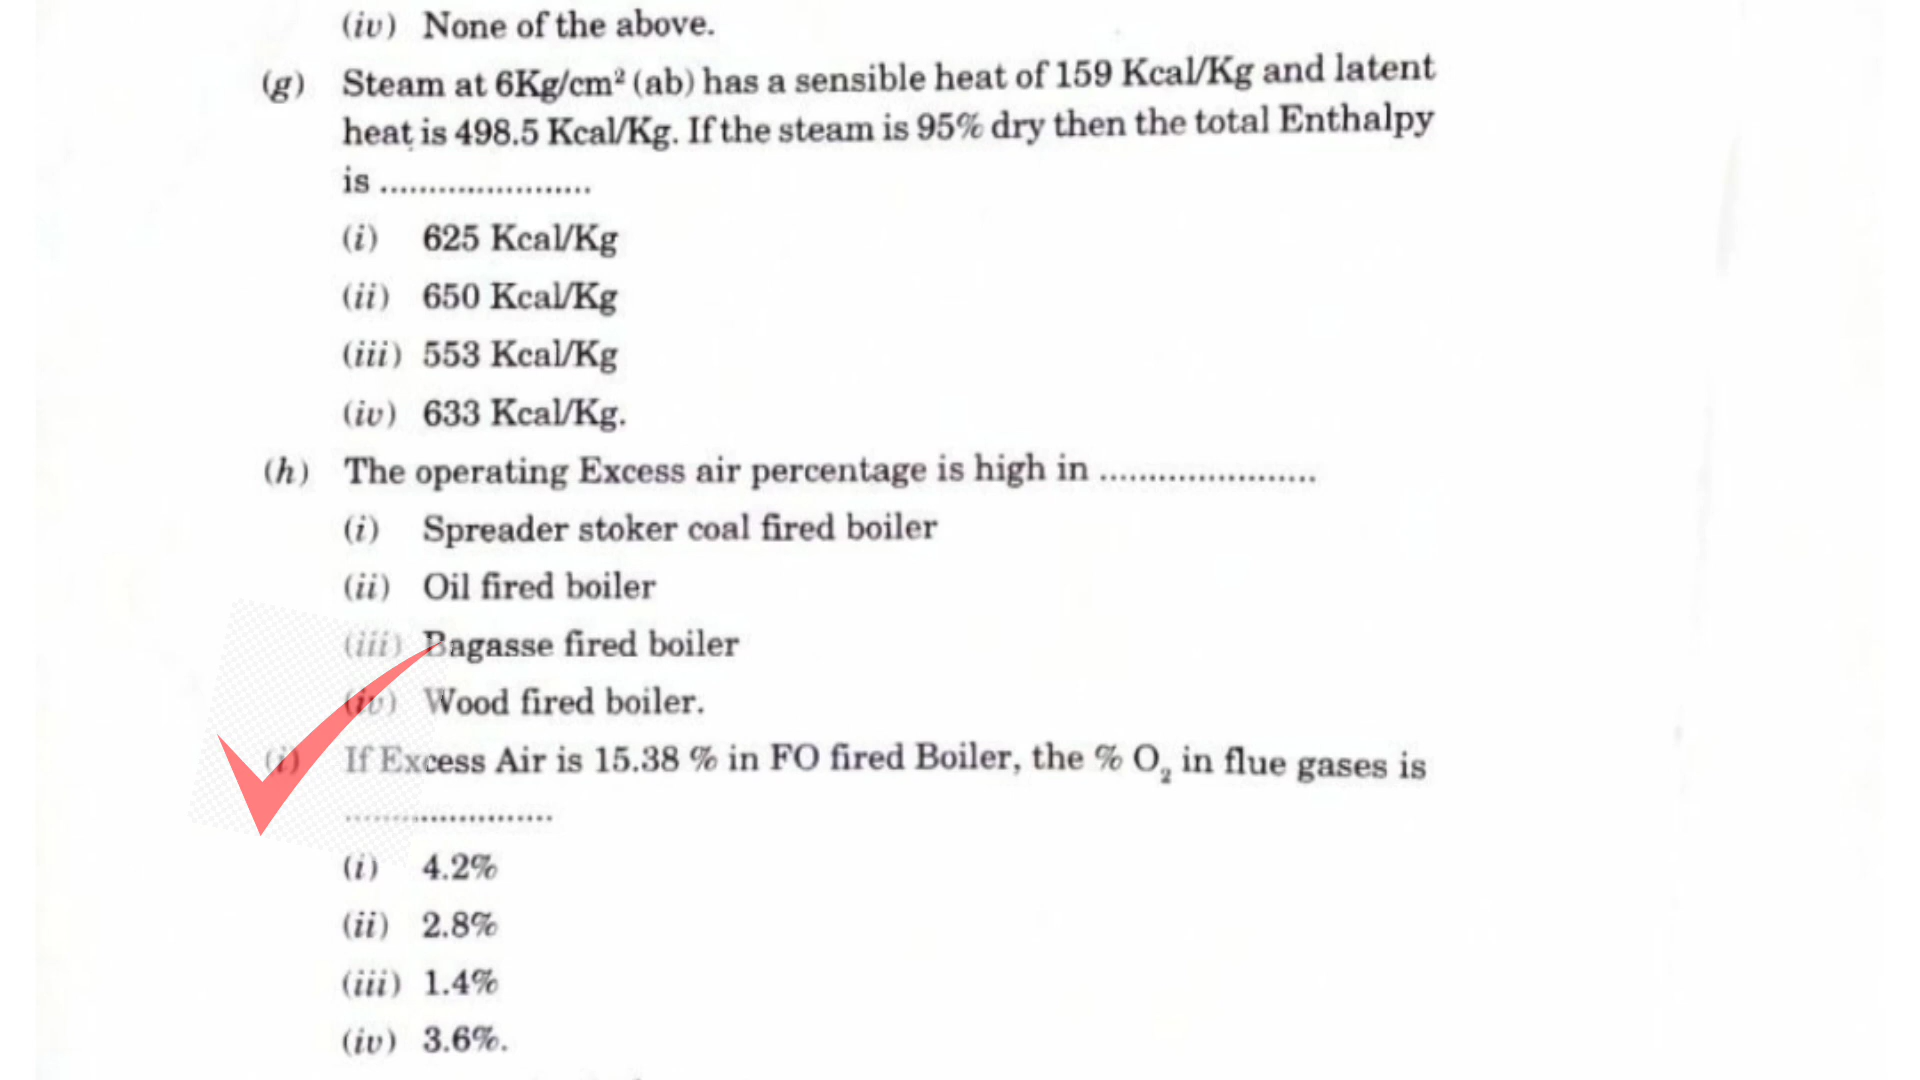 (iv) None of the above.
(g) Steam at 6Kg/cm² (ab) has a sensible heat of 159 Kcal/Kg and latent
heat is 498.5 Kcal/Kg. If the steam is 95% dry then the total Enthalpy
is ......................
(i) 625 Kcal/Kg
(ii) 650 Kcal/Kg
(iii) 553 Kcal/Kg
(iv) 633 Kcal/Kg.
(h) The operating Excess air percentage is high in ......................
(i) Spreader stoker coal fired boiler
(ii) Oil fired boiler
(iii) Bagasse fired boiler
(iv) Wood fired boiler.
(i) If Excess Air is 15.38 % in FO fired Boiler, the % O₂ in flue gases is
.....................
(i) 4.2%
(ii) 2.8%
(iii) 1.4%
(iv) 3.6%.